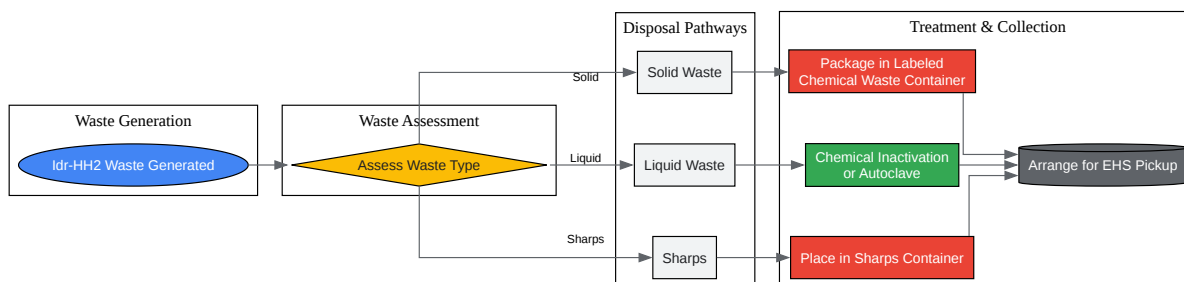 Waste Generation
Idr-HH2 Waste Generated
Waste Assessment
Assess Waste Type
Solid
Liquid
Sharps
Disposal Pathways
Solid Waste
Liquid Waste
Sharps
Treatment & Collection
Package in Labeled
Chemical Waste Container
Chemical Inactivation
or Autoclave
Place in Sharps Container
Arrange for EHS Pickup